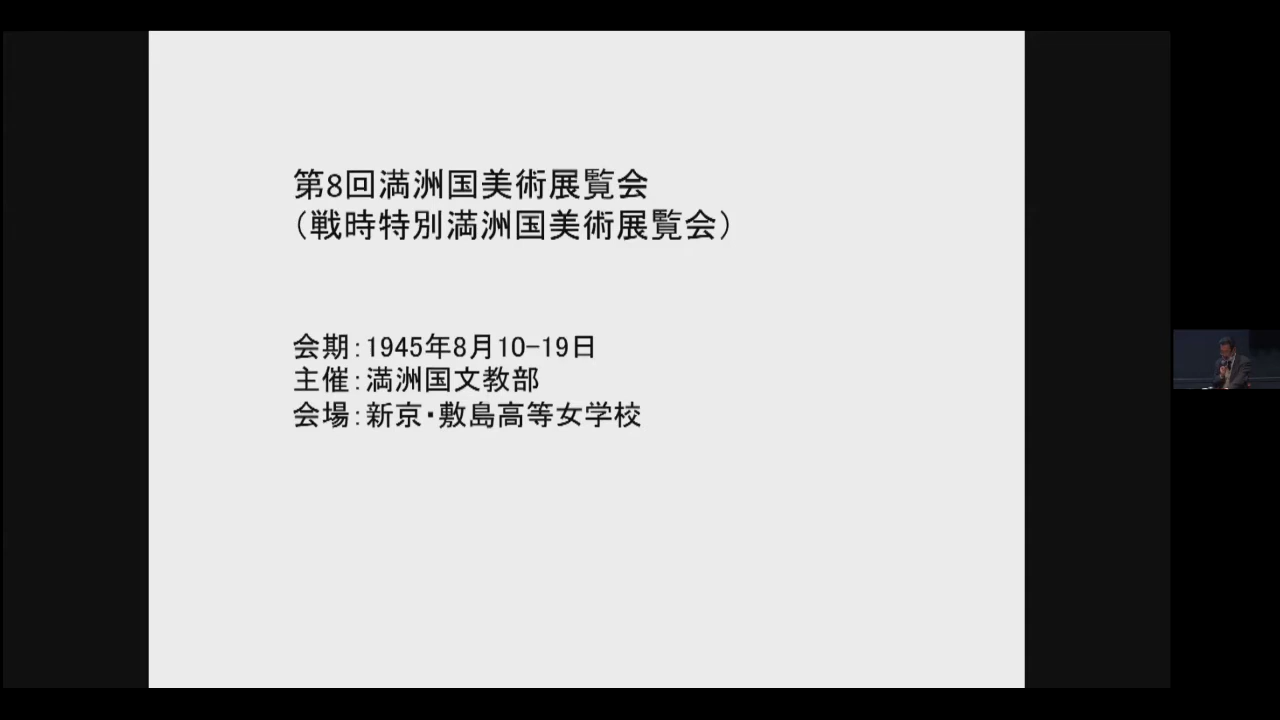 第8回満洲国美術展覧会
（戦時特別満洲国美術展覧会）
会期：1945年8月10-19日
主催：満洲国文教部
会場：新京・敷島高等女学校